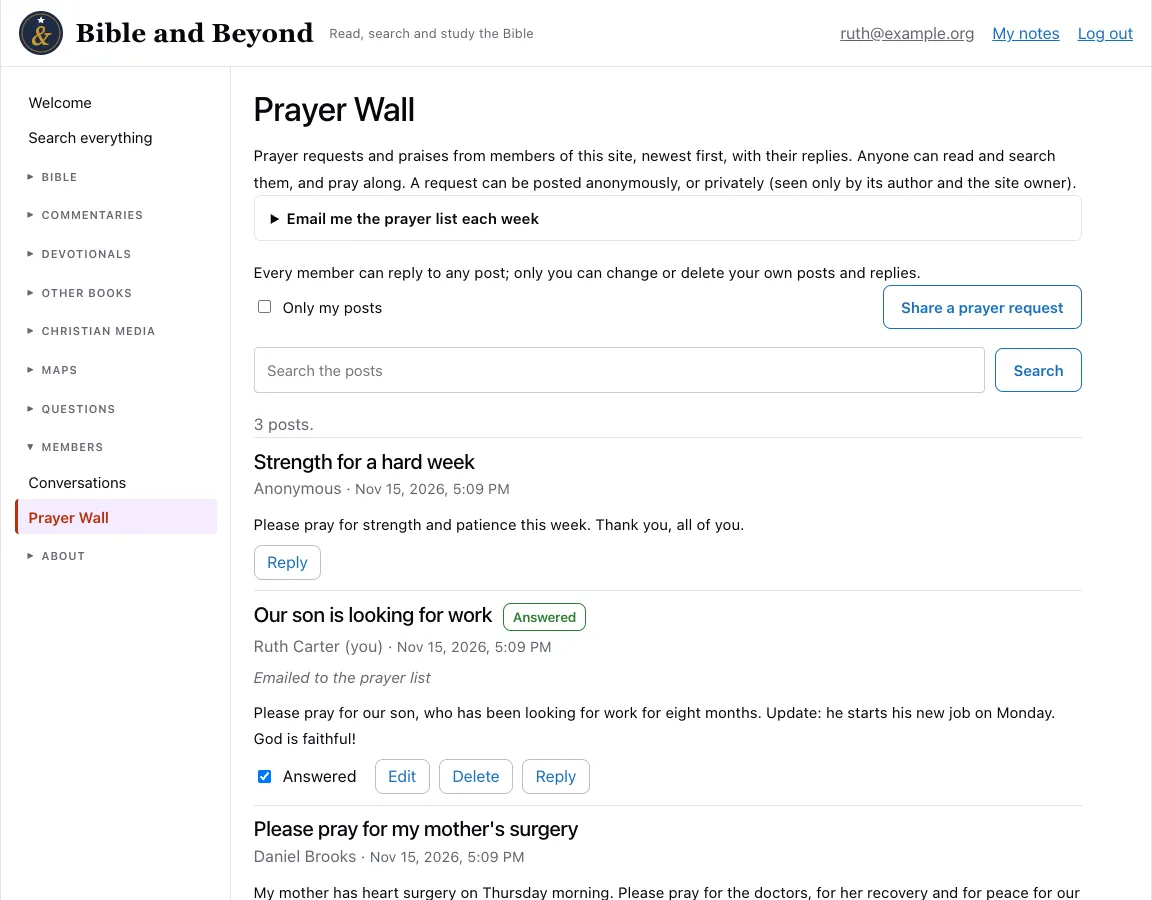 &
Bible and Beyond
Read, search and study the Bible
ruth@example.org
My notes
Log out
Welcome
Search everything
BIBLE
COMMENTARIES
DEVOTIONALS
OTHER BOOKS
CHRISTIAN MEDIA
MAPS
QUESTIONS
MEMBERS
Conversations
Prayer Wall
ABOUT
Prayer Wall
Prayer requests and praises from members of this site, newest first, with their replies. Anyone can read and search
them, and pray along. A request can be posted anonymously, or privately (seen only by its author and the site owner).
Email me the prayer list each week
Every member can reply to any post; only you can change or delete your own posts and replies.
Only my posts
Share a prayer request
Search the posts
Search
3 posts.
Strength for a hard week
Anonymous · Nov 15, 2026, 5:09 PM
Please pray for strength and patience this week. Thank you, all of you.
Reply
Our son is looking for work
Answered
Ruth Carter (you) · Nov 15, 2026, 5:09 PM
Emailed to the prayer list
Please pray for our son, who has been looking for work for eight months. Update: he starts his new job on Monday.
God is faithful!
Answered
Edit
Delete
Reply
Please pray for my mother's surgery
Daniel Brooks · Nov 15, 2026, 5:09 PM
My mother has heart surgery on Thursday morning. Please pray for the doctors, for her recovery and for peace for our